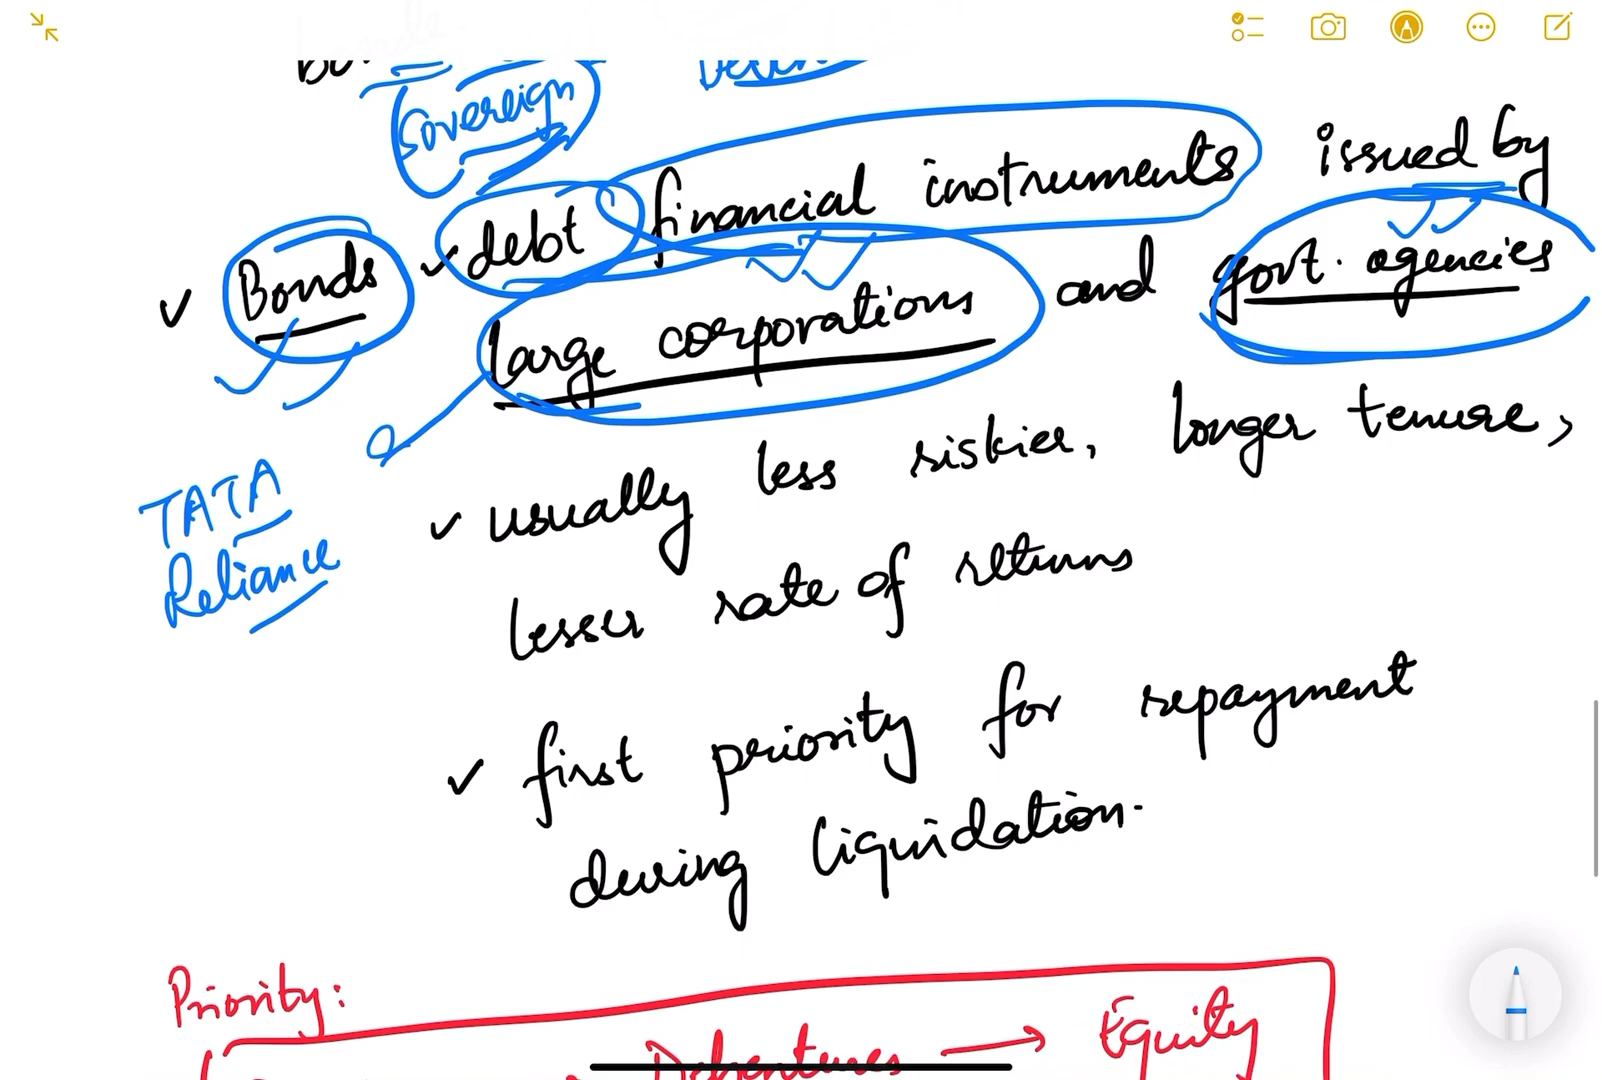 Sovereign
Bonds debt financial instruments issued by
large corporations and govt. agencies
TATA
Reliance
usually less riskier, longer tenure,
lesser rate of returns
first priority for repayment
during liquidation.
Priority:
Debentures → Equity